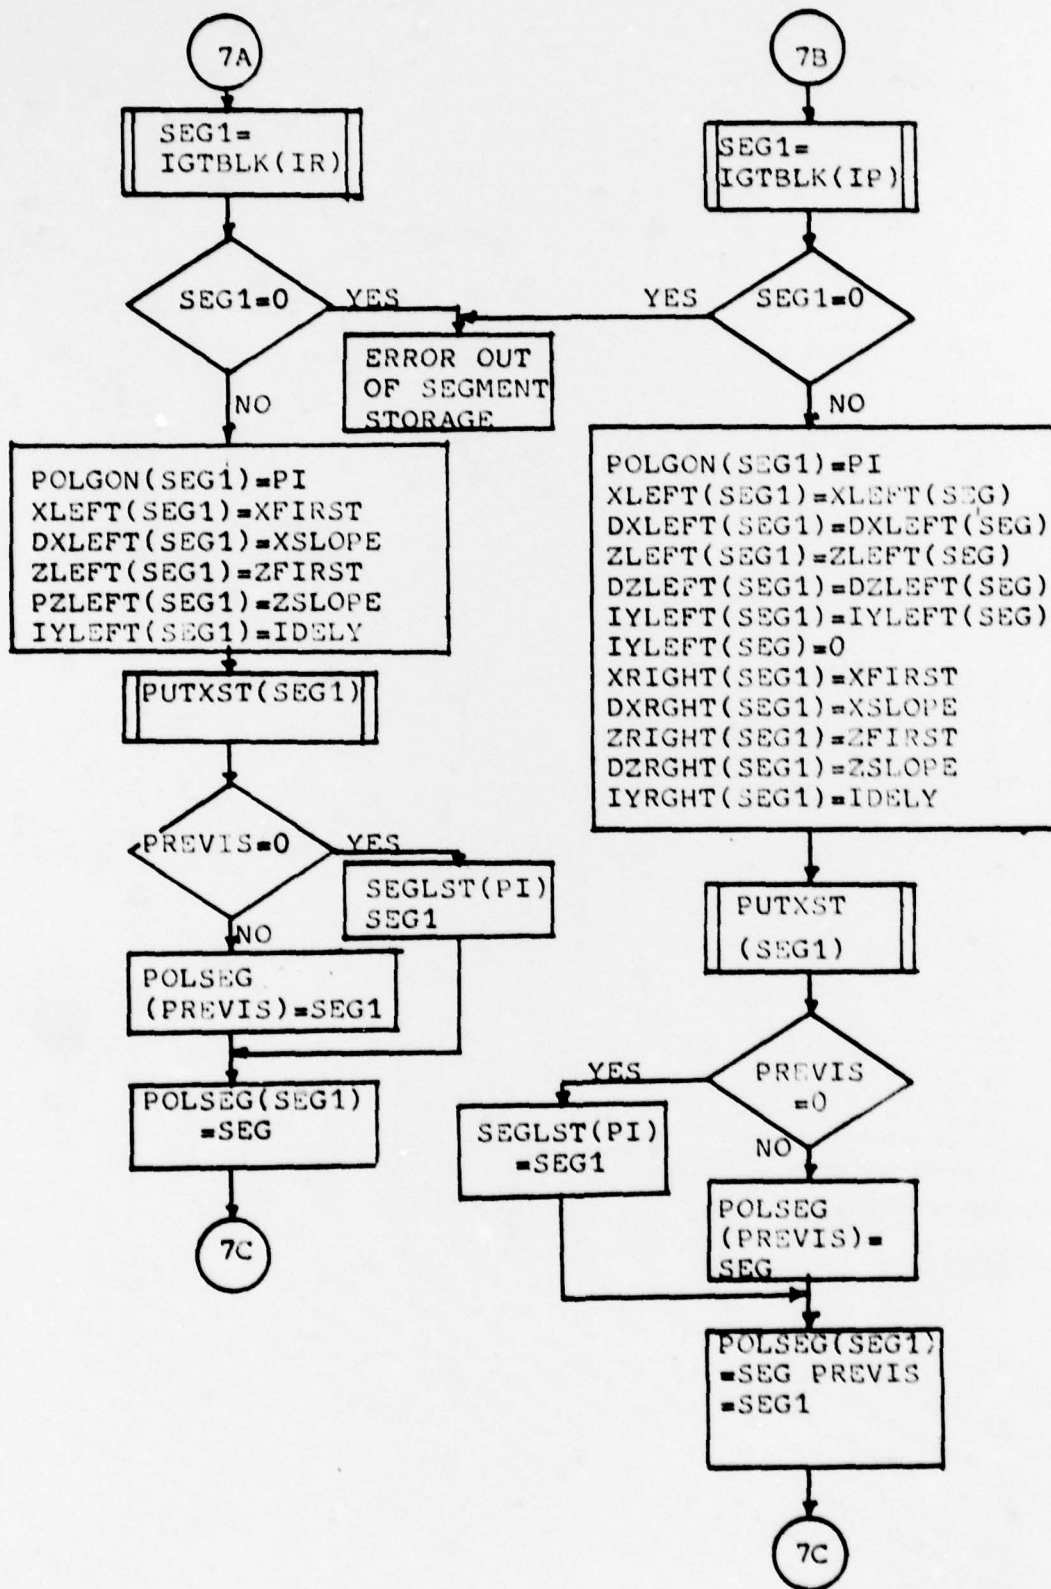 7A
SEG1=
IGTBLK(IR)
SEG1=0
YES
NO
ERROR OUT
OF SEGMENT
STORAGE
POLGON(SEG1)=PI
XLEFT(SEG1)=XFIRST
DXLEFT(SEG1)=XSLOPE
ZLEFT(SEG1)=ZFIRST
PZLEFT(SEG1)=ZSLOPE
IYLEFT(SEG1)=IDELY
PUTXST(SEG1)
PREVIS=0
YES
NO
SEGLST(PI)
SEG1
POLSEG
(PREVIS)=SEG1
POLSEG(SEG1)
=SEG
7C
7B
SEG1=
IGTBLK(IP)
YES
SEG1=0
NO
POLGON(SEG1)=PI
XLEFT(SEG1)=XLEFT(SEG)
DXLEFT(SEG1)=DXLEFT(SEG)
ZLEFT(SEG1)=ZLEFT(SEG)
DZLEFT(SEG1)=DZLEFT(SEG)
IYLEFT(SEG1)=IYLEFT(SEG)
IYLEFT(SEG)=0
XRIGHT(SEG1)=XFIRST
DXRGHT(SEG1)=XSLOPE
ZRIGHT(SEG1)=ZFIRST
DZRGHT(SEG1)=ZSLOPE
IYRGHT(SEG1)=IDELY
PUTXST
(SEG1)
YES
PREVIS
=0
SEGLST(PI)
=SEG1
NO
POLSEG
(PREVIS)=
SEG
POLSEG(SEG1)
=SEG PREVIS
=SEG1
7C